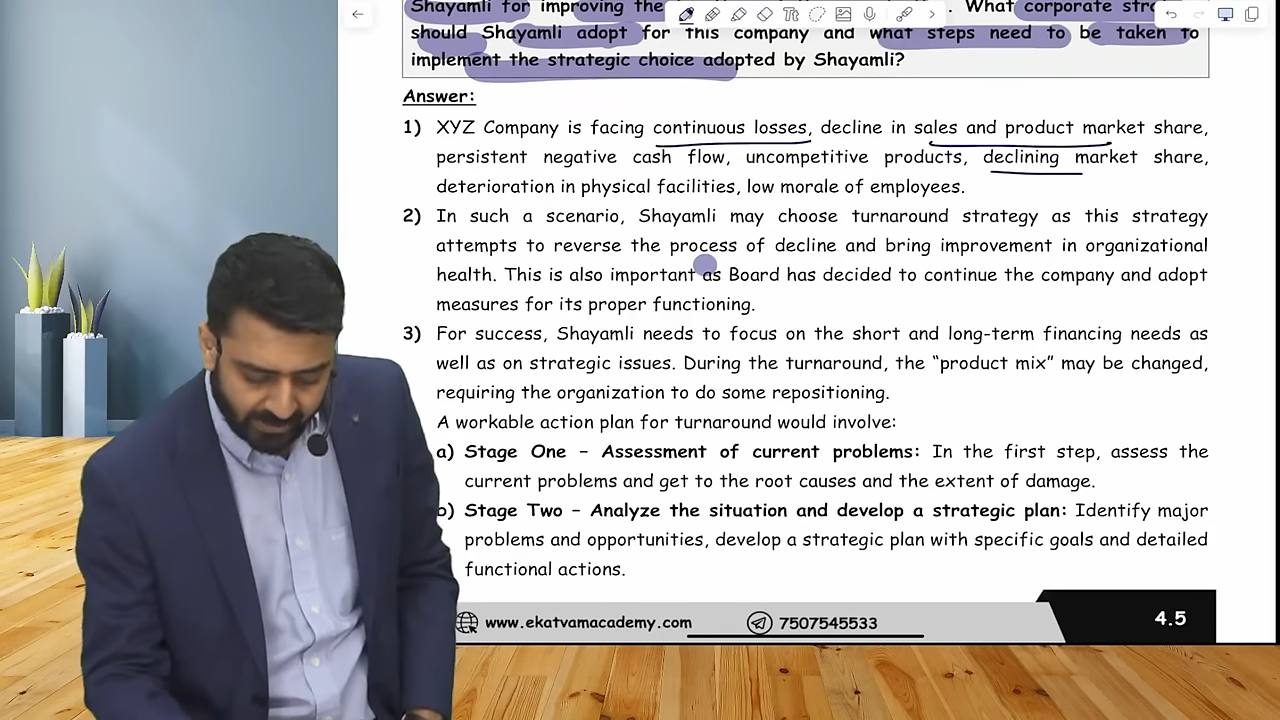 Shayamli for improving the
. What corporate
should Shayamli adopt for this company and what steps need to be taken to
implement the strategic choice adopted by Shayamli?
Answer:
1) XYZ Company is facing continuous losses, decline in sales and product market share,
persistent negative cash flow, uncompetitive products, declining market share,
deterioration in physical facilities, low morale of employees.
2) In such a scenario, Shayamli may choose turnaround strategy as this strategy
attempts to reverse the process of decline and bring improvement in organizational
health. This is also important as Board has decided to continue the company and adopt
measures for its proper functioning.
3) For success, Shayamli needs to focus on the short and long-term financing needs as
well as on strategic issues. During the turnaround, the “product mix” may be changed,
requiring the organization to do some repositioning.
A workable action plan for turnaround would involve:
a) Stage One – Assessment of current problems: In the first step, assess the
current problems and get to the root causes and the extent of damage.
b) Stage Two – Analyze the situation and develop a strategic plan: Identify major
problems and opportunities, develop a strategic plan with specific goals and detailed
functional actions.
www.ekatvamacademy.com 7507545533 4.5